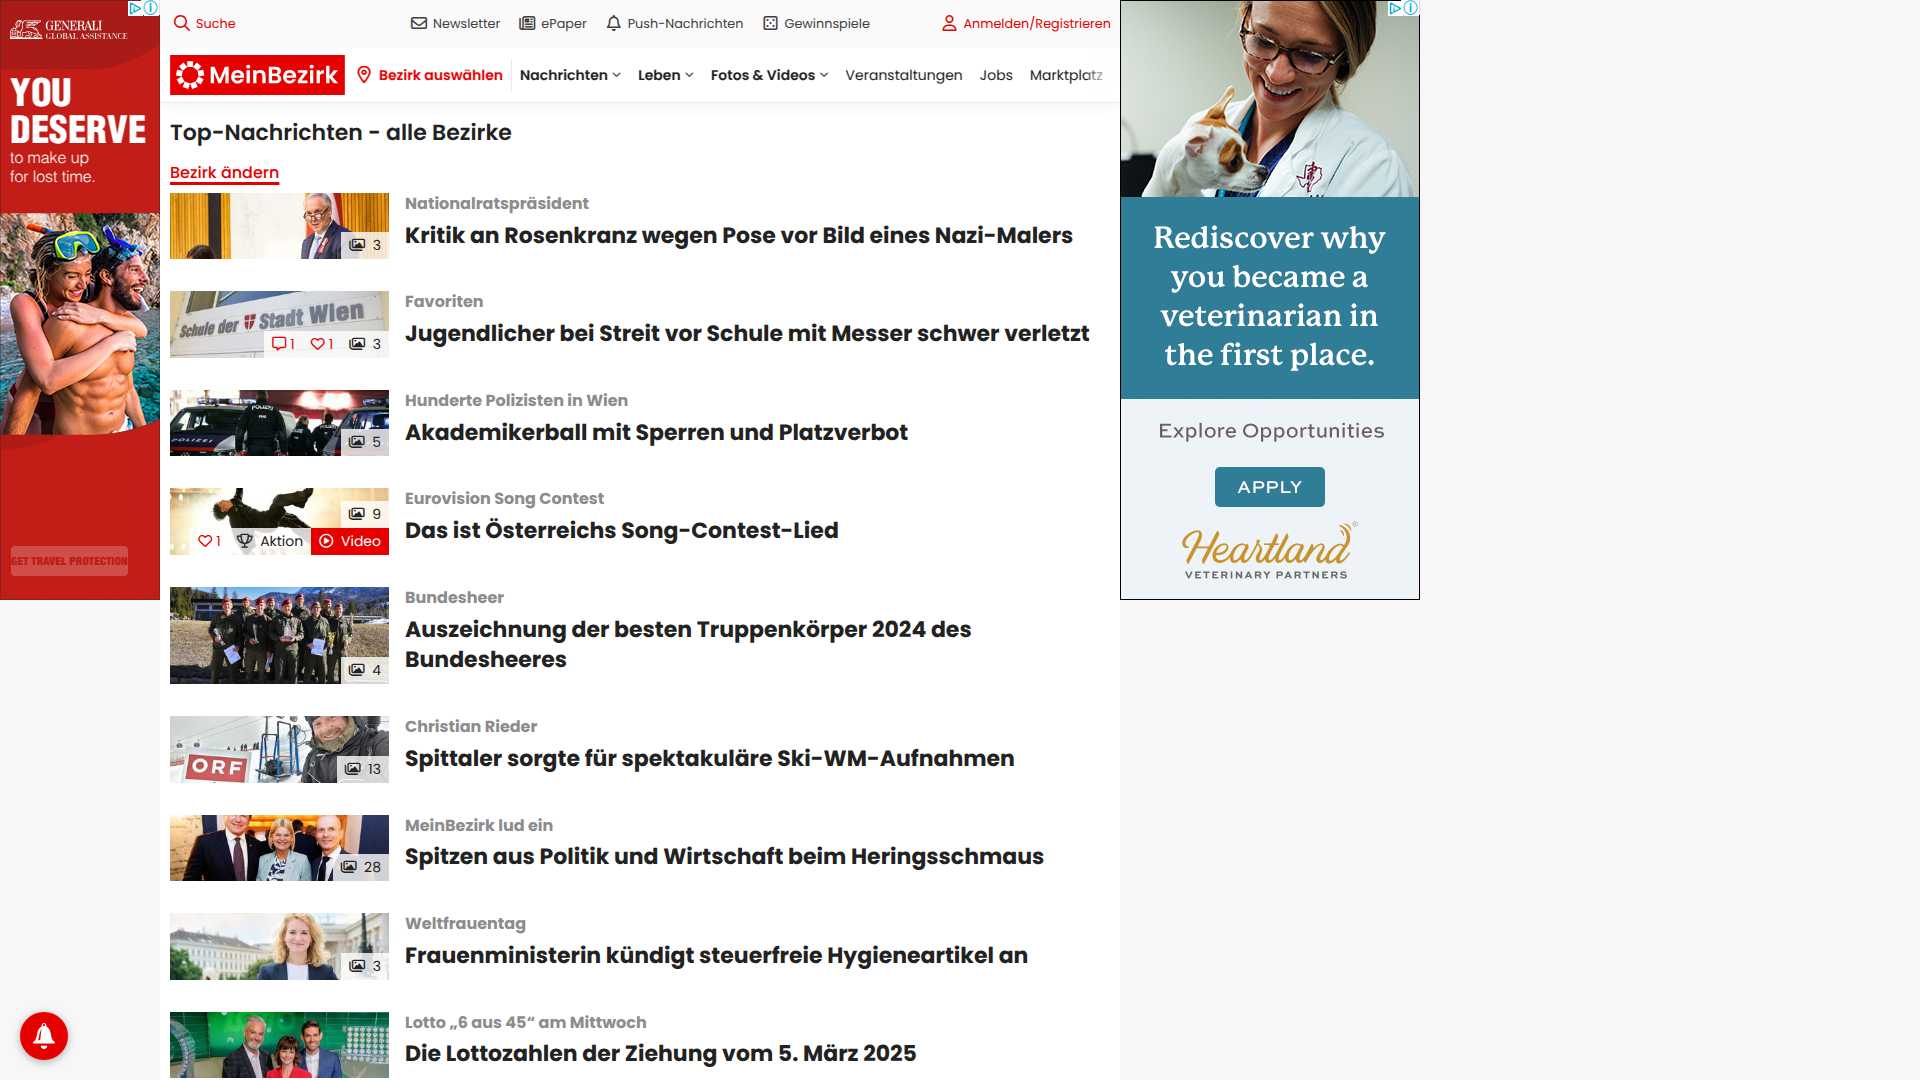 GENERALI
GLOBAL ASSISTANCE
YOU
DESERVE
to make up
for lost time.
GET TRAVEL PROTECTION
Suche
Newsletter
ePaper
Push-Nachrichten
Gewinnspiele
Anmelden/Registrieren
MeinBezirk
Bezirk auswählen
Nachrichten
Leben
Fotos & Videos
Veranstaltungen
Jobs
Marktplatz
Top-Nachrichten - alle Bezirke
Bezirk ändern
3
Nationalratspräsident
Kritik an Rosenkranz wegen Pose vor Bild eines Nazi-Malers
Schule der Stadt Wien
1 1 3
Favoriten
Jugendlicher bei Streit vor Schule mit Messer schwer verletzt
POLIZEI
POLIZEI
5
Hunderte Polizisten in Wien
Akademikerball mit Sperren und Platzverbot
9
1 Aktion Video
Eurovision Song Contest
Das ist Österreichs Song-Contest-Lied
4
Bundesheer
Auszeichnung der besten Truppenkörper 2024 des
Bundesheeres
ORF
13
Christian Rieder
Spittaler sorgte für spektakuläre Ski-WM-Aufnahmen
28
MeinBezirk lud ein
Spitzen aus Politik und Wirtschaft beim Heringsschmaus
3
Weltfrauentag
Frauenministerin kündigt steuerfreie Hygieneartikel an
Lotto „6 aus 45“ am Mittwoch
Die Lottozahlen der Ziehung vom 5. März 2025
Rediscover why
you became a
veterinarian in
the first place.
Explore Opportunities
APPLY
Heartland
VETERINARY PARTNERS